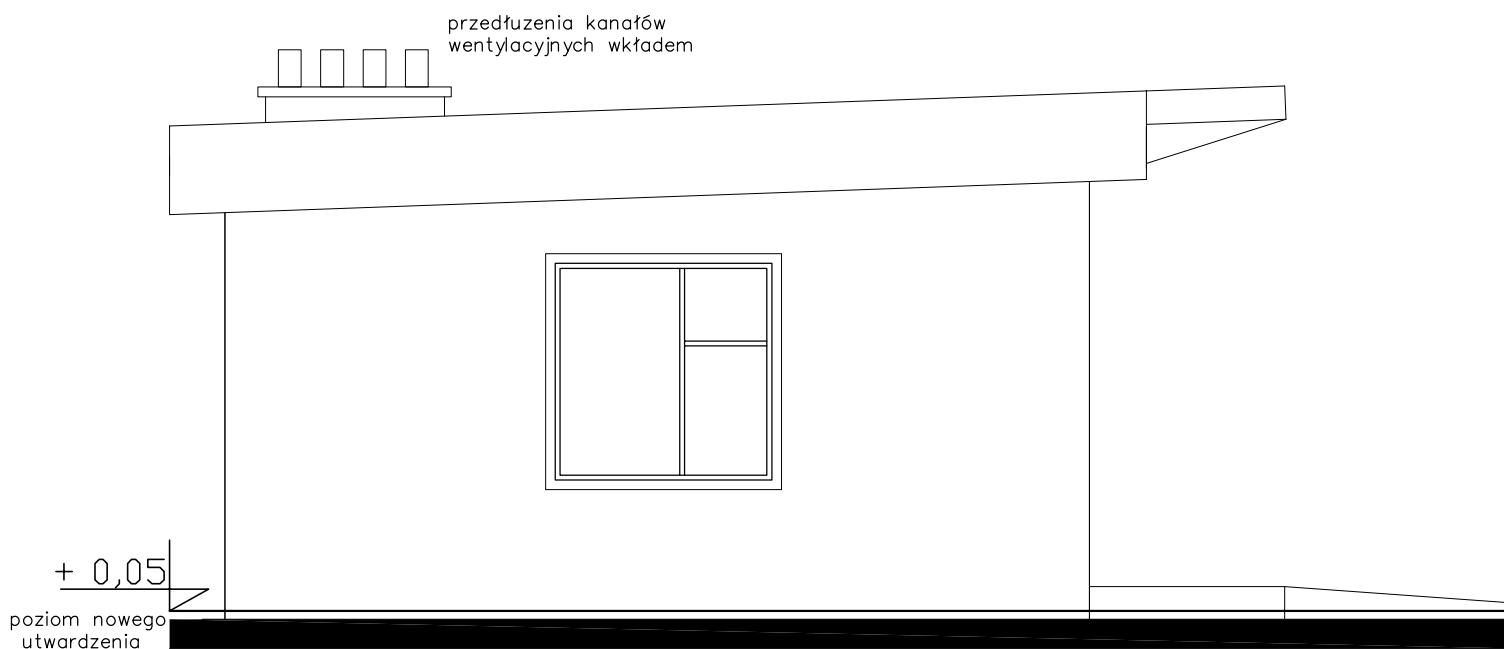 przedłuzenia kanałów
wentylacyjnych wkładem
+ 0,05
poziom nowego
utwardzenia